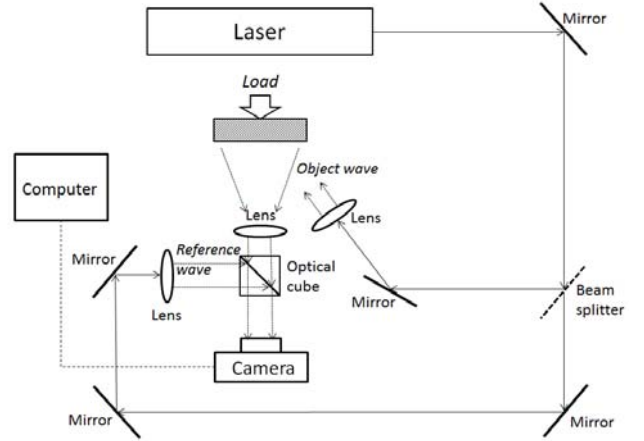 Mirror
Laser
Load
Object wave
Computer
Lens
Lens
Mirror
Reference
wave
Optical
cube
Mirror
Beam
splitter
Lens
Camera
Mirror
Mirror